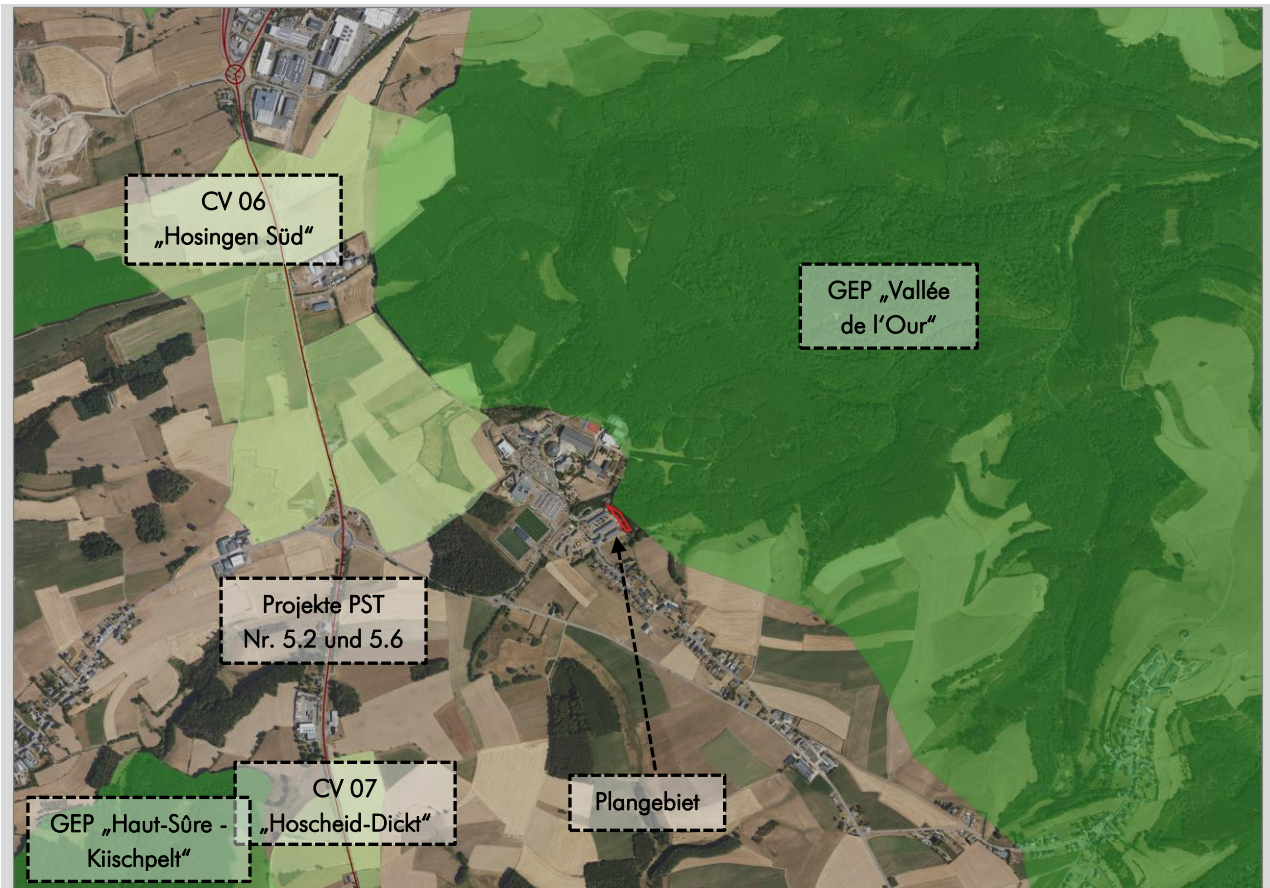 CV 06
„Hosingen Süd“
GEP „Vallée
de l‘Our“
Projekte PST
Nr. 5.2 und 5.6
Plangebiet
CV 07
„Hoscheid-Dickt“
GEP „Haut-Sûre -
Kiischpelt“